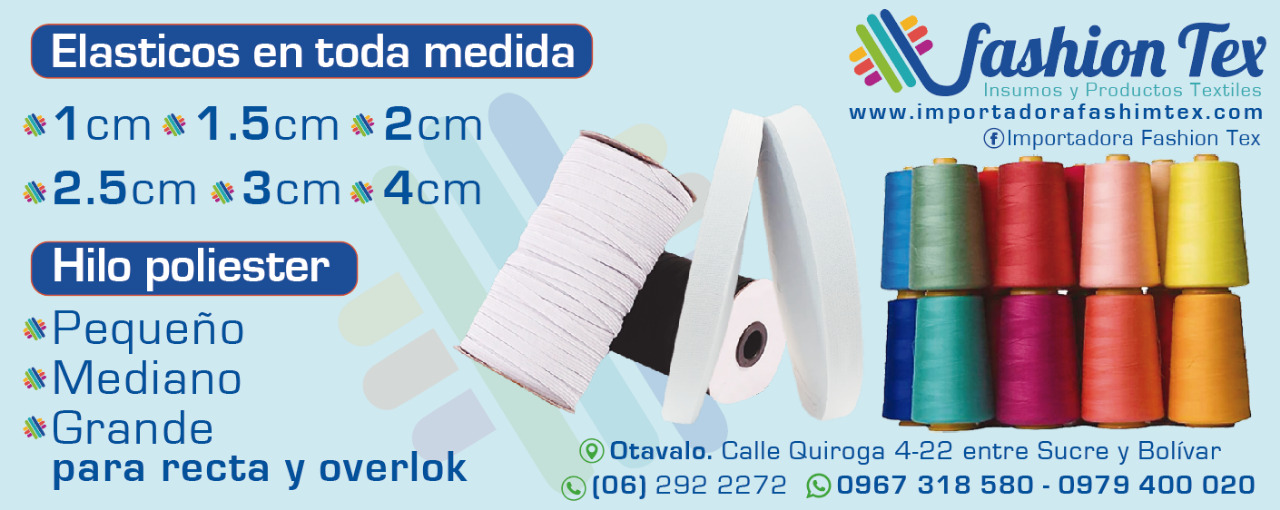 Elasticos en toda medida
1cm 1.5cm 2cm
2.5cm 3cm 4cm
Hilo poliester
Pequeño
Mediano
Grande
para recta y overlok
fashion Tex
Insumos y Productos Textiles
www.importadorafashimtex.com
Importadora Fashion Tex
Otavalo. Calle Quiroga 4-22 entre Sucre y Bolívar
(06) 292 2272 0967 318 580 - 0979 400 020